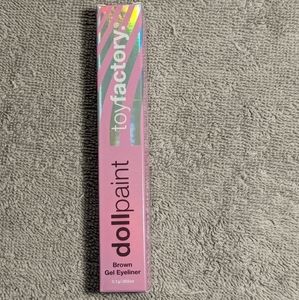 toyfactory:
dollpaint
Brown
Gel Eyeliner